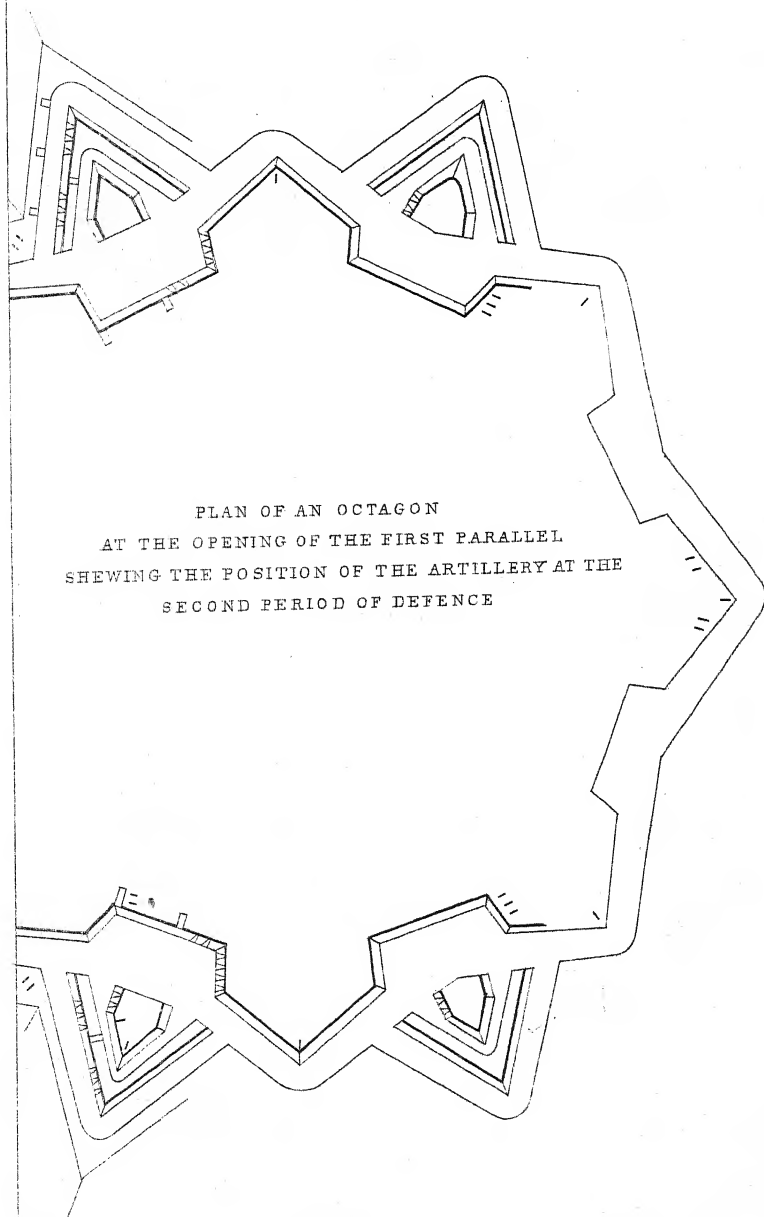 PLAN OF AN OCTAGON
AT THE OPENING OF THE FIRST PARALLEL
SHEWING THE POSITION OF THE ARTILLERY AT THE
SECOND PERIOD OF DEFENCE